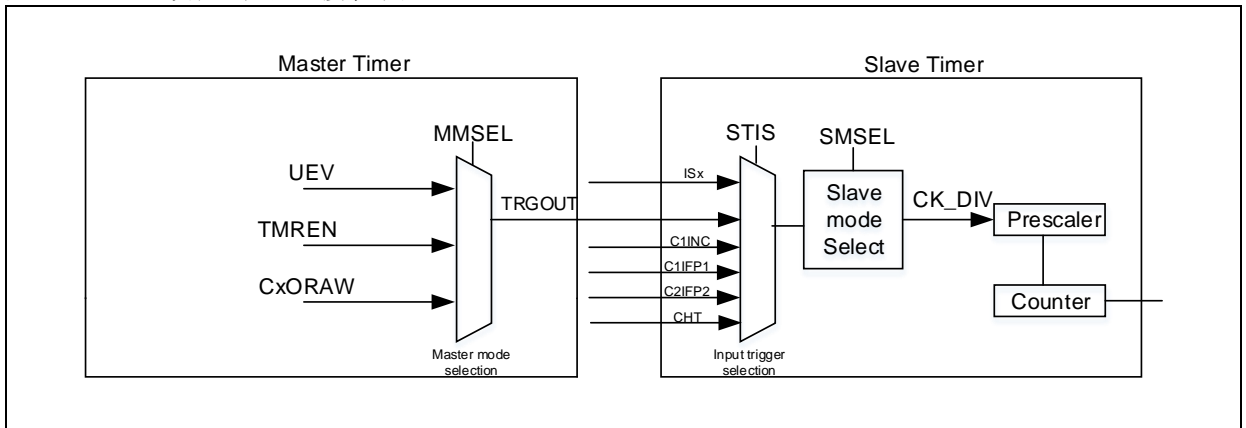 Master Timer
Slave Timer
MMSEL
STIS
SMSEL
UEV
ISx
Slave
mode
Select
TRGOUT
CK_DIV
Prescaler
TMREN
C1INC
C1IFP1
CxORAW
C2IFP2
Counter
CHT
Master mode
selection
Input trigger
selection